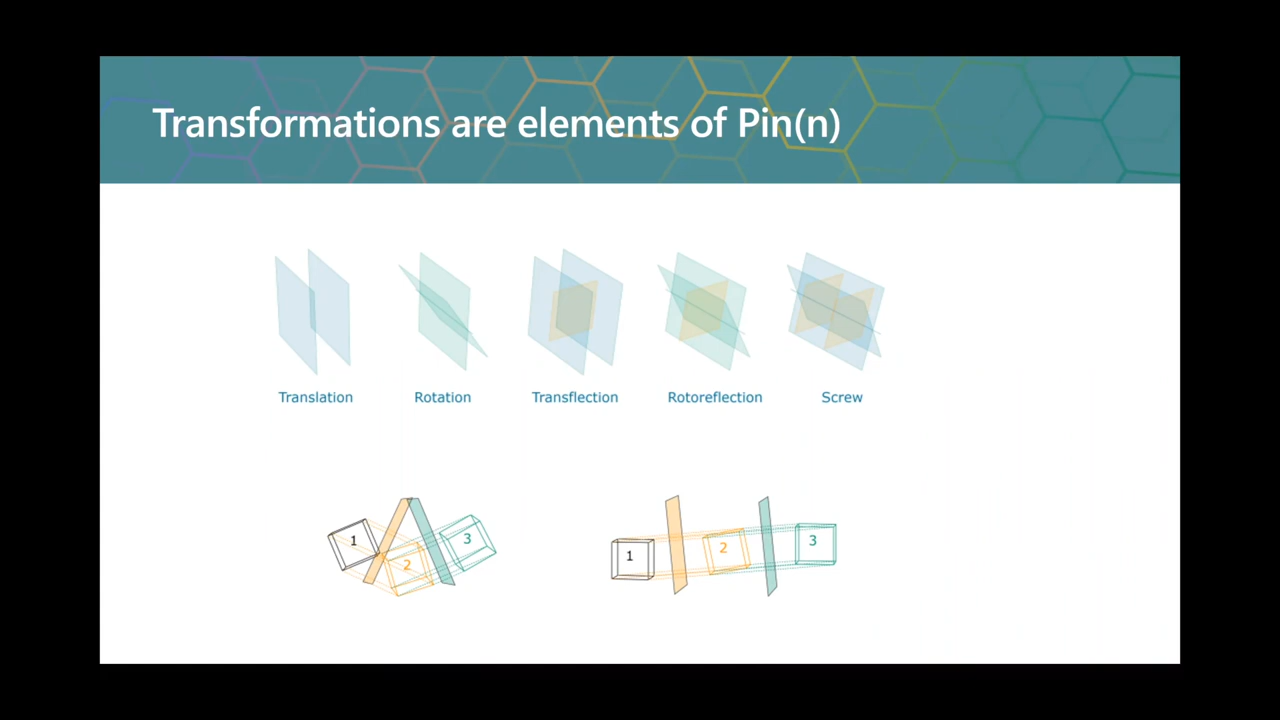 Transformations are elements of Pin(n)
Translation
Rotation
Transflection
Rotoreflection
Screw
1
2
3
1
2
3